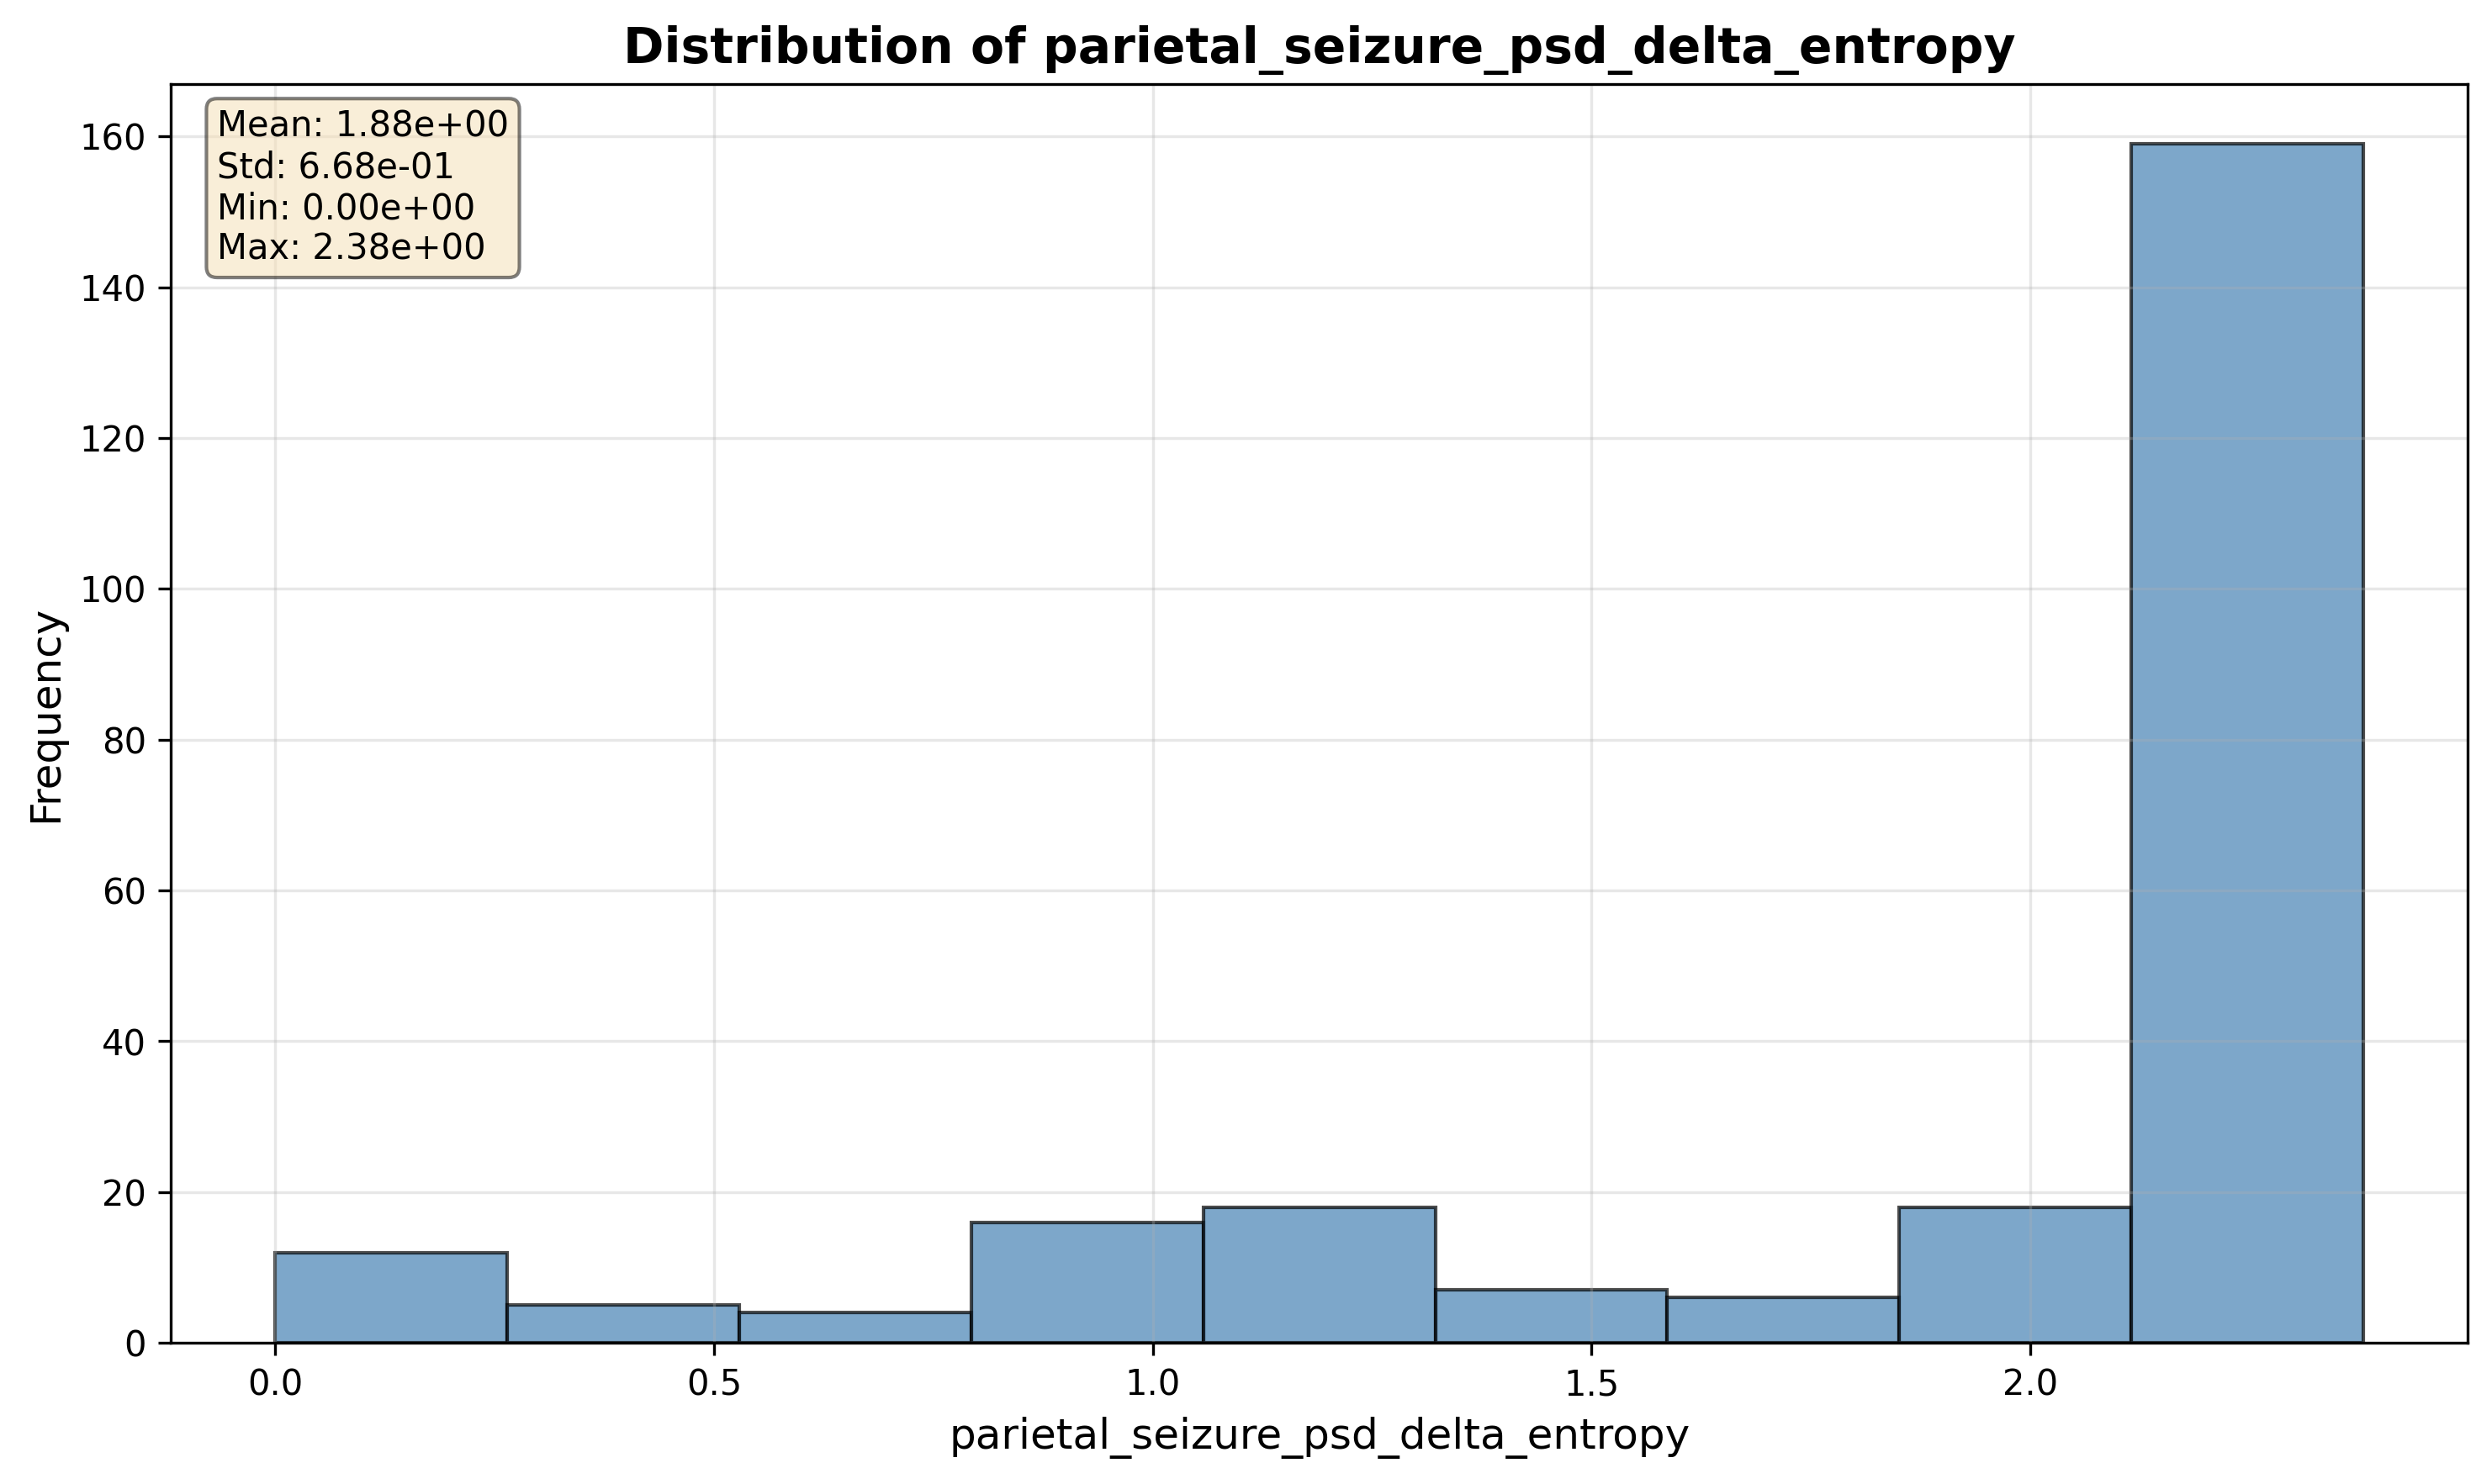 Distribution of parietal_seizure_psd_delta_entropy
Mean: 1.88e+00
Std: 6.68e-01
Min: 0.00e+00
Max: 2.38e+00
160
140
120
100
80
60
40
20
0
Frequency
0.0 0.5 1.0 1.5 2.0
parietal_seizure_psd_delta_entropy